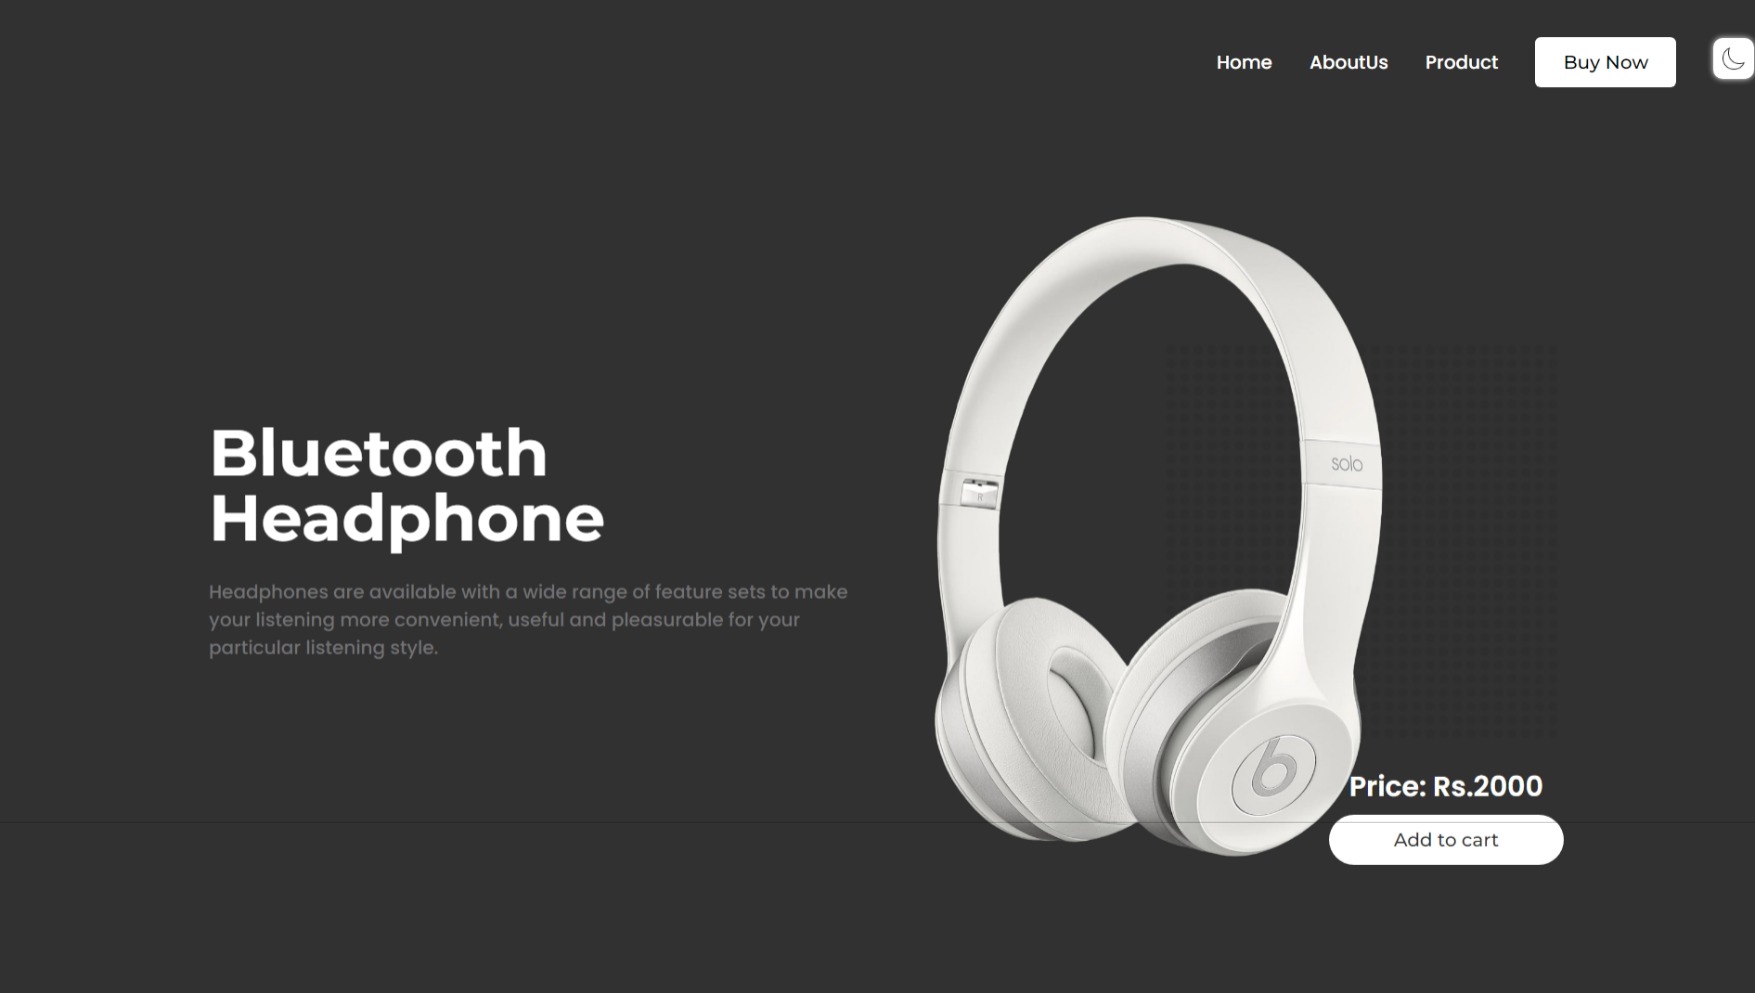 Home AboutUs Product Buy Now
Bluetooth
Headphone
Headphones are available with a wide range of feature sets to make
your listening more convenient, useful and pleasurable for your
particular listening style.
solo
R
b
Price: Rs.2000
Add to cart